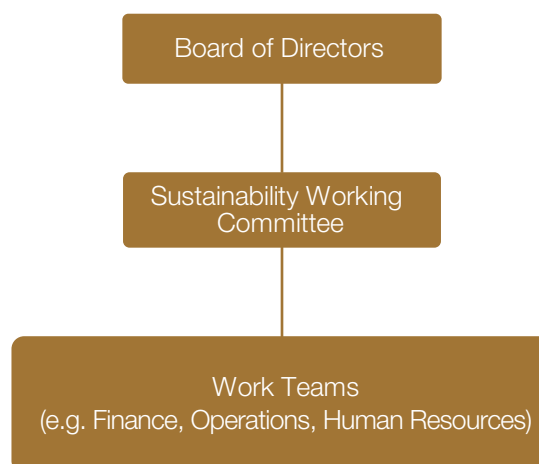 Board of Directors
Sustainability Working
Committee
Work Teams
(e.g. Finance, Operations, Human Resources)